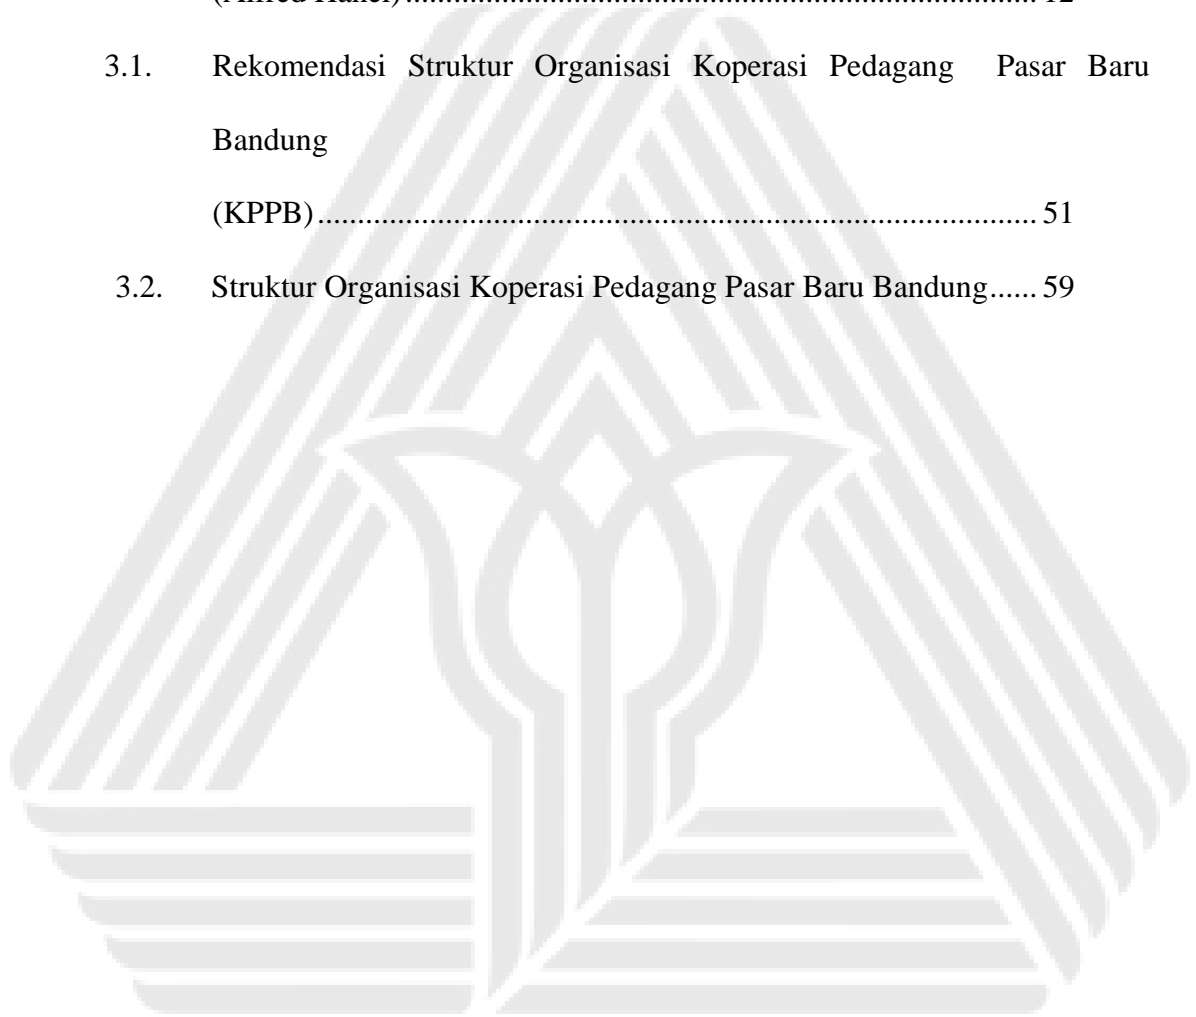 3.1. Rekomendasi Struktur Organisasi Koperasi Pedagang Pasar Baru
Bandung
(KPPB)........................................................................................ 51
3.2. Struktur Organisasi Koperasi Pedagang Pasar Baru Bandung...... 59